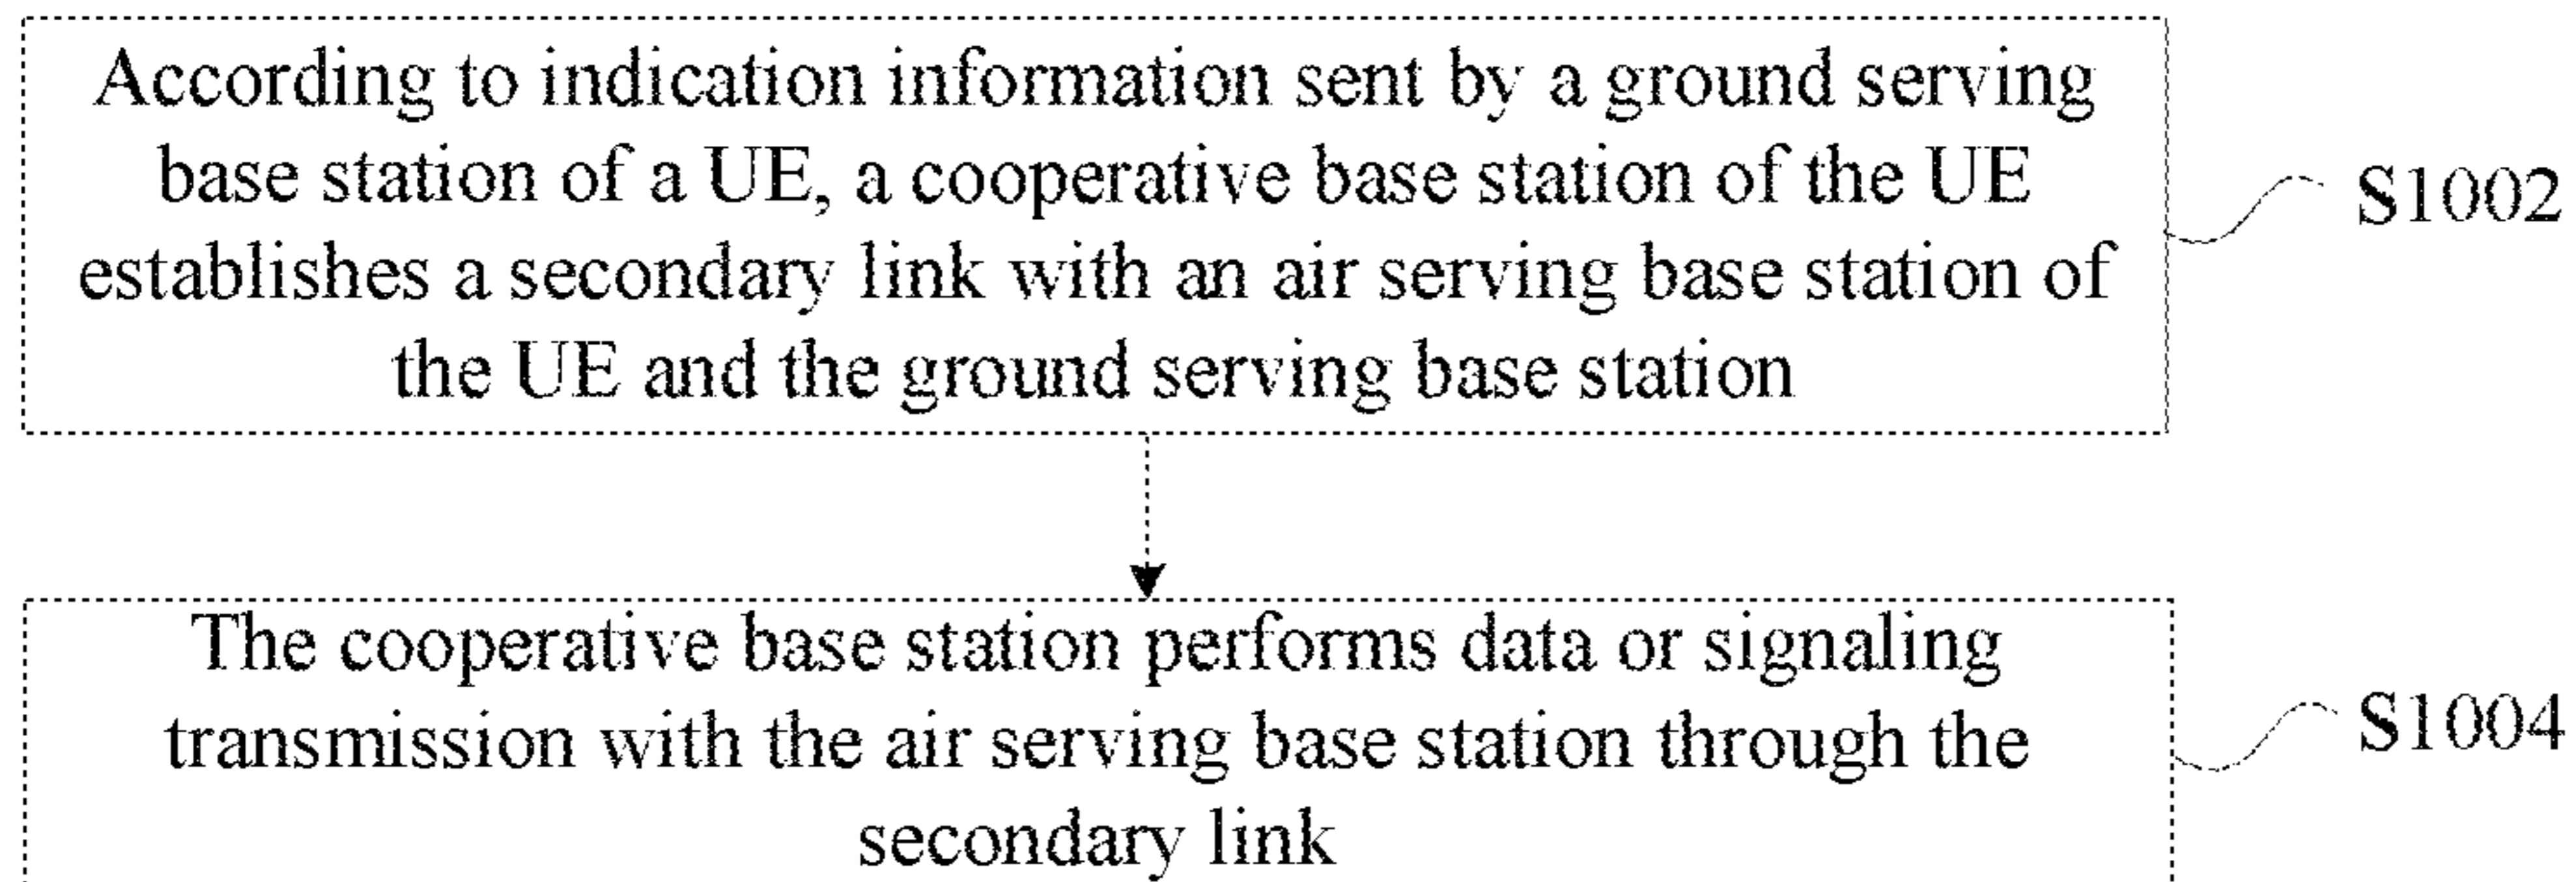 According to indication information sent by a ground serving
base station of a UE, a cooperative base station of the UE
establishes a secondary link with an air serving base station of
the UE and the ground serving base station
S1002
The cooperative base station performs data or signaling
transmission with the air serving base station through the
secondary link
S1004